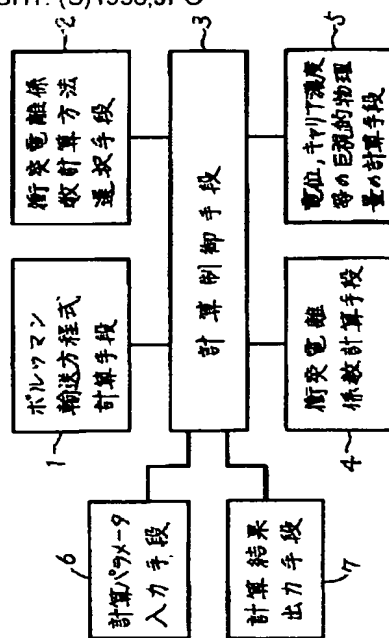 (C)1993,JPO
1
ボルツマン
輸送方程式
計算手段
2
衝突電離係
数計算方法
選択手段
3
計算制御手段
4
衝突電離
係数計算手段
5
電位,キャリア濃度
等の巨視的物理
量の計算手段
6
計算パラメータ
入力手段
7
計算結果
出力手段